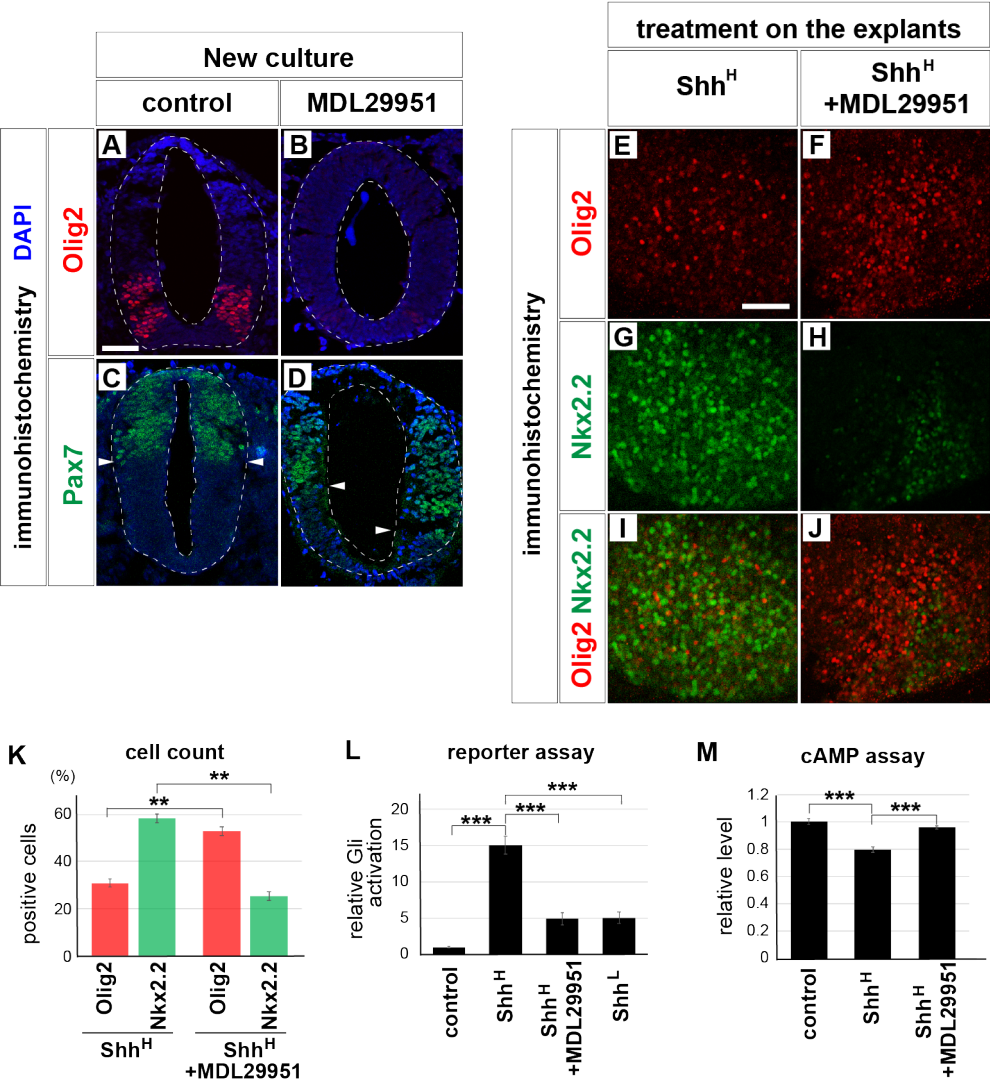 New culture
control
MDL29951
immunohistochemistry DAPI
Olig2
Pax7
A
B
C
D
treatment on the explants
Shh^H
Shh^H
+MDL29951
immunohistochemistry
Olig2
Nkx2.2
Olig2 Nkx2.2
E
F
G
H
I
J
K
cell count
(%)
positive cells
60
40
20
0
**
**
Olig2
Nkx2.2
Olig2
Nkx2.2
Shh^H
Shh^H
+MDL29951
L
reporter assay
relative Gli
activation
20
15
10
5
0
***
***
***
control
Shh^H
Shh^H
+MDL29951
Shh^L
M
cAMP assay
relative level
1.2
1
0.8
0.6
0.4
0.2
0
***
***
control
Shh^H
Shh^H
+MDL29951